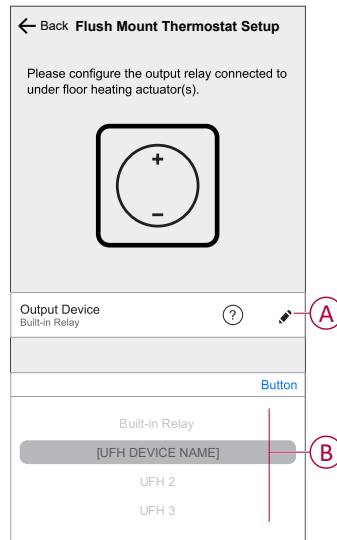 Back Flush Mount Thermostat Setup
Please configure the output relay connected to
under floor heating actuator(s).
+
−
Output Device
Built-in Relay
?
A
Button
Built-in Relay
[UFH DEVICE NAME]
B
UFH 2
UFH 3